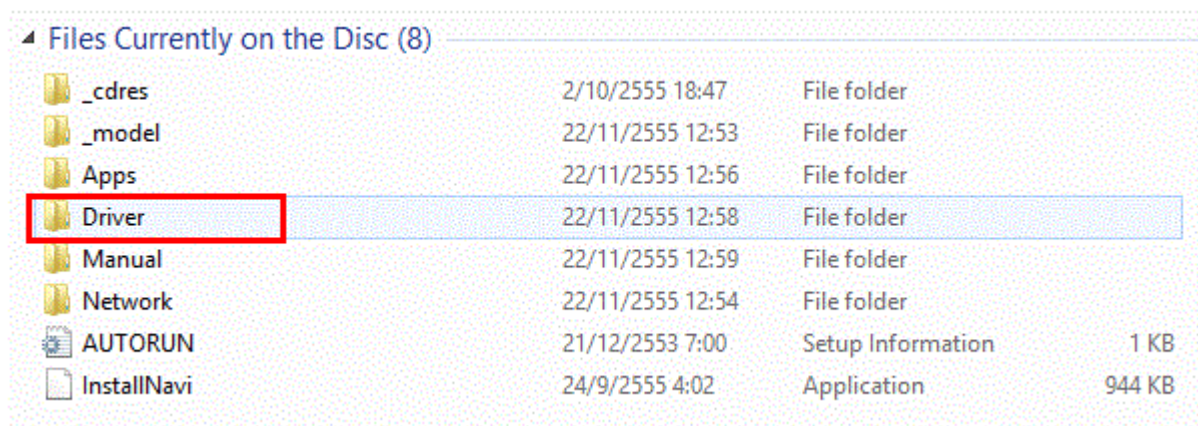 Files Currently on the Disc (8)
_cdres 2/10/2555 18:47 File folder
_model 22/11/2555 12:53 File folder
Apps 22/11/2555 12:56 File folder
Driver 22/11/2555 12:58 File folder
Manual 22/11/2555 12:59 File folder
Network 22/11/2555 12:54 File folder
AUTORUN 21/12/2553 7:00 Setup Information 1 KB
InstallNavi 24/9/2555 4:02 Application 944 KB